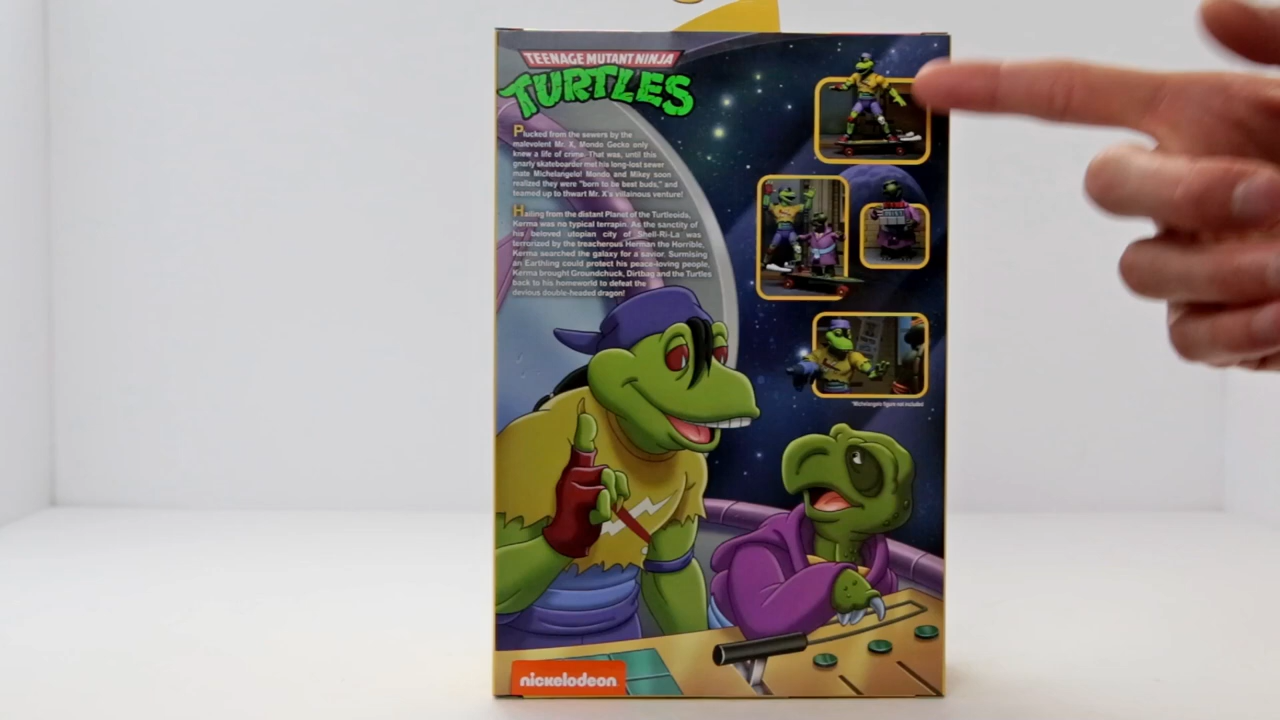 TEENAGE MUTANT NINJA
TURTLES
Plucked from the sewers by the
malevolent Mr. X, Mondo Gecko only
knew a life of crime. That was, until this
gnarly skateboarder met his long-lost sewer
mate Michelangelo! Mondo and Mikey soon
realized they were "born to be best buds," and
teamed up to thwart Mr. X's villainous venture!
Hailing from the distant Planet of the Turtleoids,
Kerma was no typical terrapin. As the sanctity of
his beloved utopian city of Shell-Ri-La was
terrorized by the treacherous Herman the Horrible,
Kerma searched the galaxy for a savior. Surmising
an Earthling could protect his peace-loving people,
Kerma brought Groundchuck, Dirtbag and the Turtles
back to his homeworld to defeat the
devious double-headed dragon!
*Michelangelo figure not included
nickelodeon